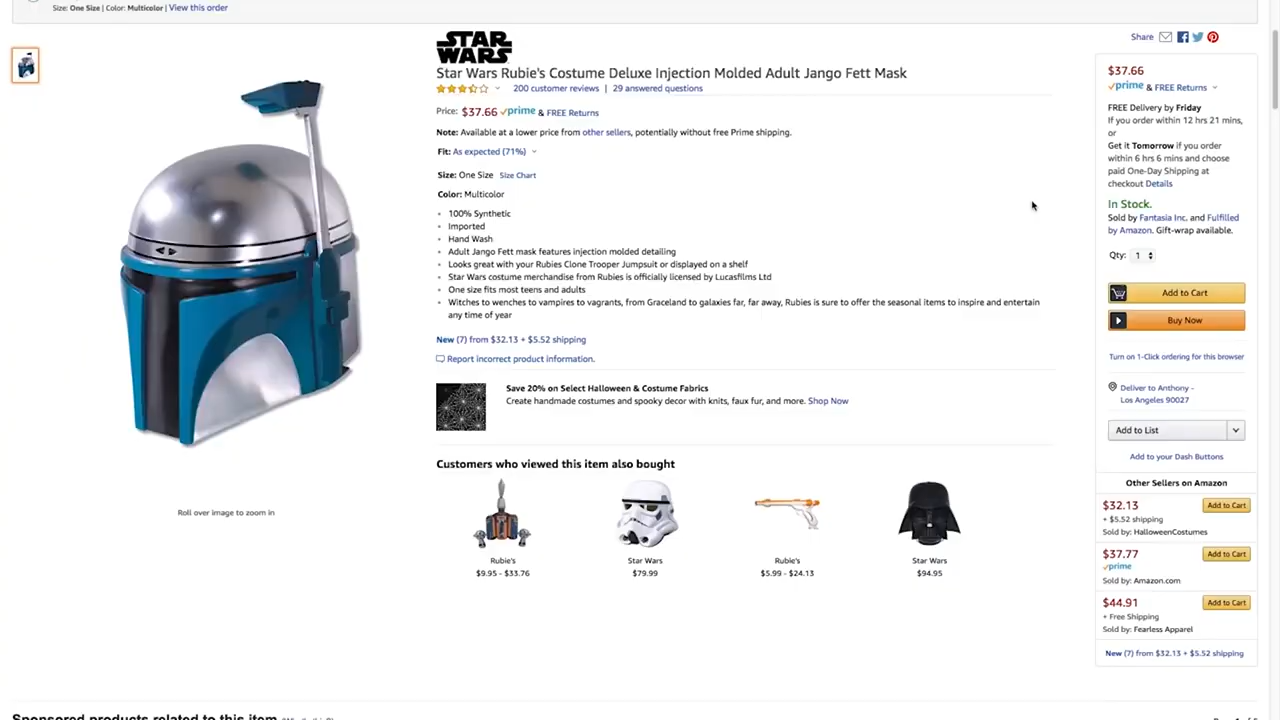 Size: One Size | Color: Multicolor | View this order
STAR
WARS
Star Wars Rubie's Costume Deluxe Injection Molded Adult Jango Fett Mask
200 customer reviews | 29 answered questions
Price: $37.66 prime & FREE Returns
Note: Available at a lower price from other sellers, potentially without free Prime shipping.
Fit: As expected (71%)
Size: One Size Size Chart
Color: Multicolor
• 100% Synthetic
• Imported
• Hand Wash
• Adult Jango Fett mask features injection molded detailing
• Looks great with your Rubies Clone Trooper Jumpsuit or displayed on a shelf
• Star Wars costume merchandise from Rubies is officially licensed by Lucasfilms Ltd
• One size fits most teens and adults
• Witches to wenches to vampires to vagrants, from Graceland to galaxies far, far away, Rubies is sure to offer the seasonal items to inspire and entertain
any time of year
New (7) from $32.13 + $5.52 shipping
Report incorrect product information.
Save 20% on Select Halloween & Costume Fabrics
Create handmade costumes and spooky decor with knits, faux fur, and more. Shop Now
Roll over image to zoom in
Customers who viewed this item also bought
Rubie's
$9.95 - $33.76
Star Wars
$79.99
Rubie's
$5.99 - $24.13
Star Wars
$94.95
Share
$37.66
prime & FREE Returns
FREE Delivery by Friday
If you order within 12 hrs 21 mins,
or
Get it Tomorrow if you order
within 6 hrs 6 mins and choose
paid One-Day Shipping at
checkout Details
In Stock.
Sold by Fantasia Inc. and Fulfilled
by Amazon. Gift-wrap available.
Qty: 1
Add to Cart
Buy Now
Turn on 1-Click ordering for this browser
Deliver to Anthony -
Los Angeles 90027
Add to List
Add to your Dash Buttons
Other Sellers on Amazon
$32.13 Add to Cart
+ $5.52 shipping
Sold by: HalloweenCostumes
$37.77 Add to Cart
prime
Sold by: Amazon.com
$44.91 Add to Cart
+ Free Shipping
Sold by: Fearless Apparel
New (7) from $32.13 + $5.52 shipping
Sponsored products related to this item